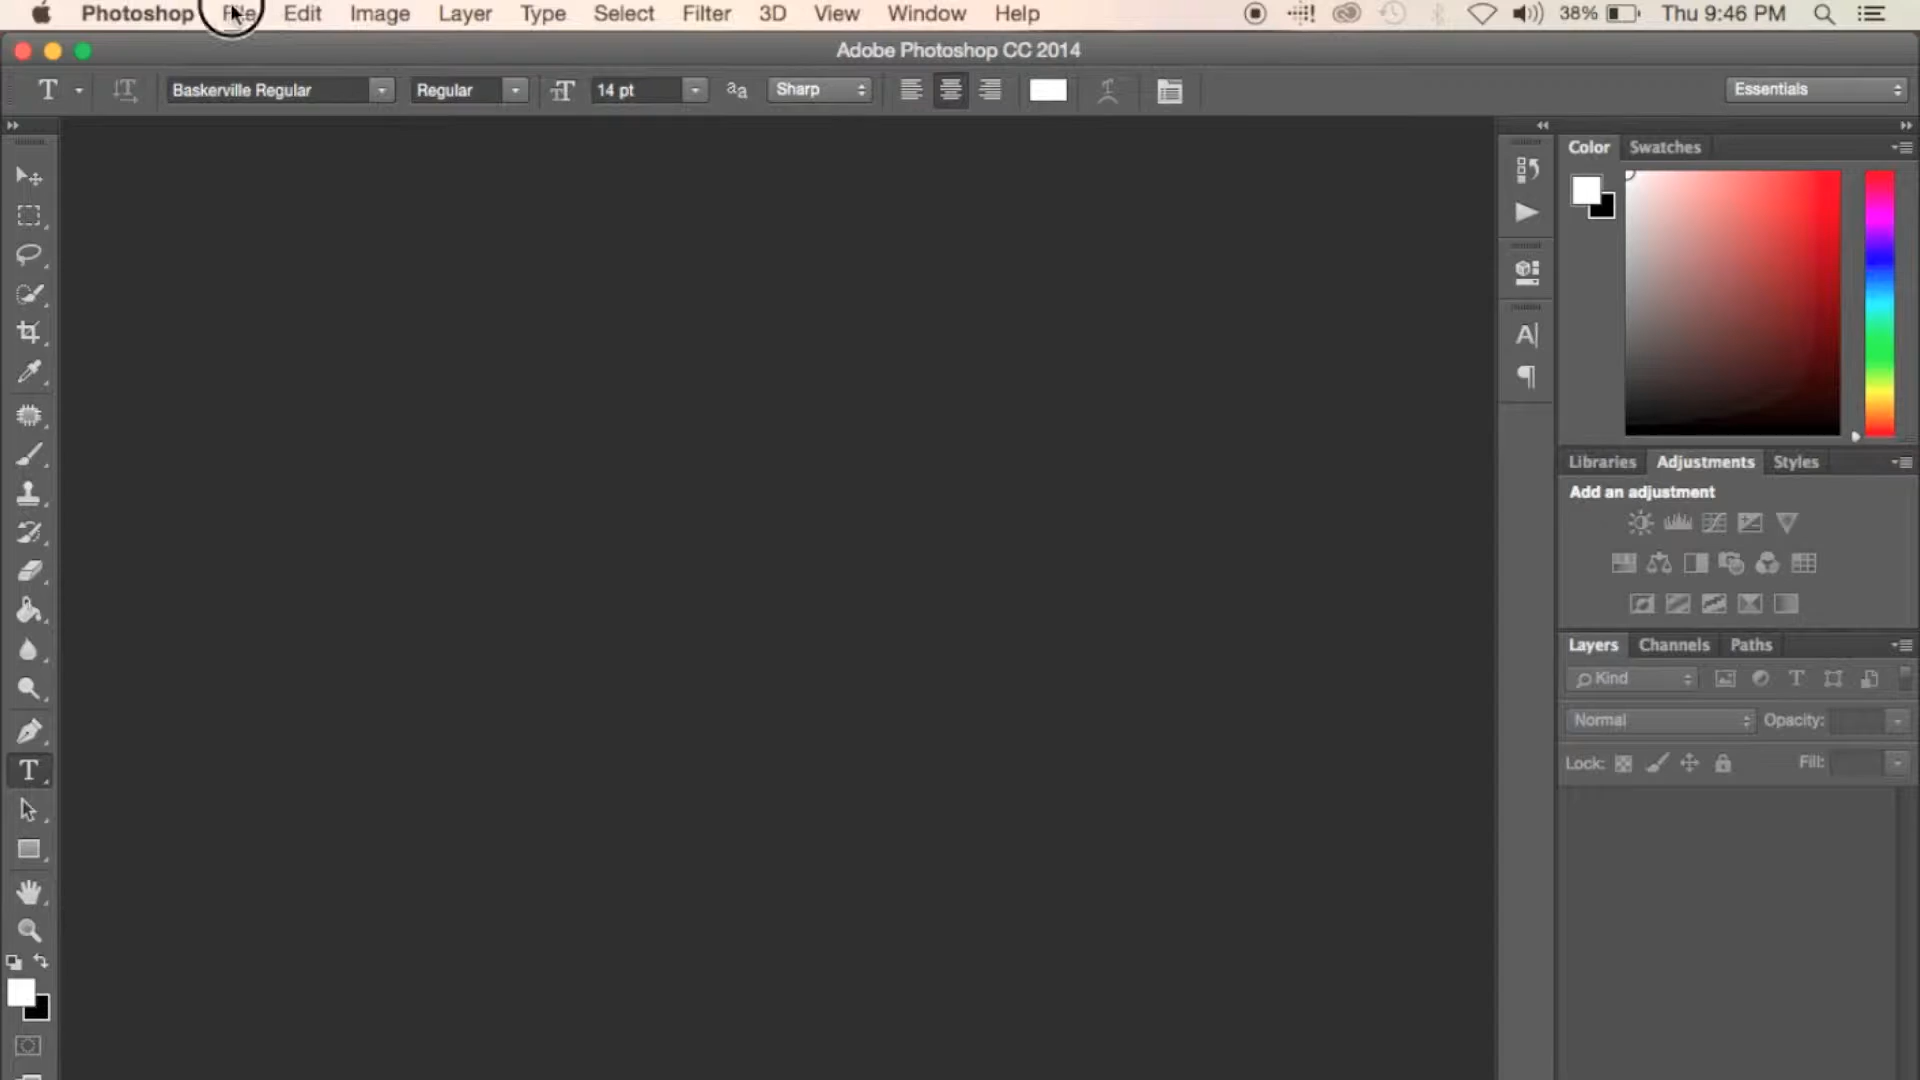 Photoshop File Edit Image Layer Type Select Filter 3D View Window Help 38% Thu 9:46 PM
Adobe Photoshop CC 2014
T Baskerville Regular Regular 14 pt aa Sharp Essentials
Color Swatches
A
Libraries Adjustments Styles
Add an adjustment
Layers Channels Paths
Kind T
Normal Opacity:
Lock: Fill:
T